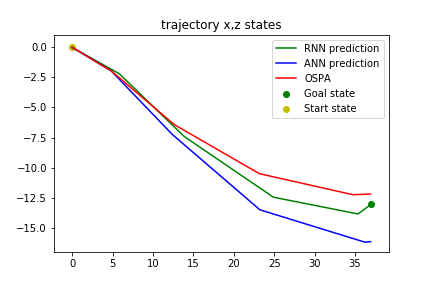 trajectory x,z states
RNN prediction
ANN prediction
OSPA
Goal state
Start state
0.0
−2.5
−5.0
−7.5
−10.0
−12.5
−15.0
0 5 10 15 20 25 30 35